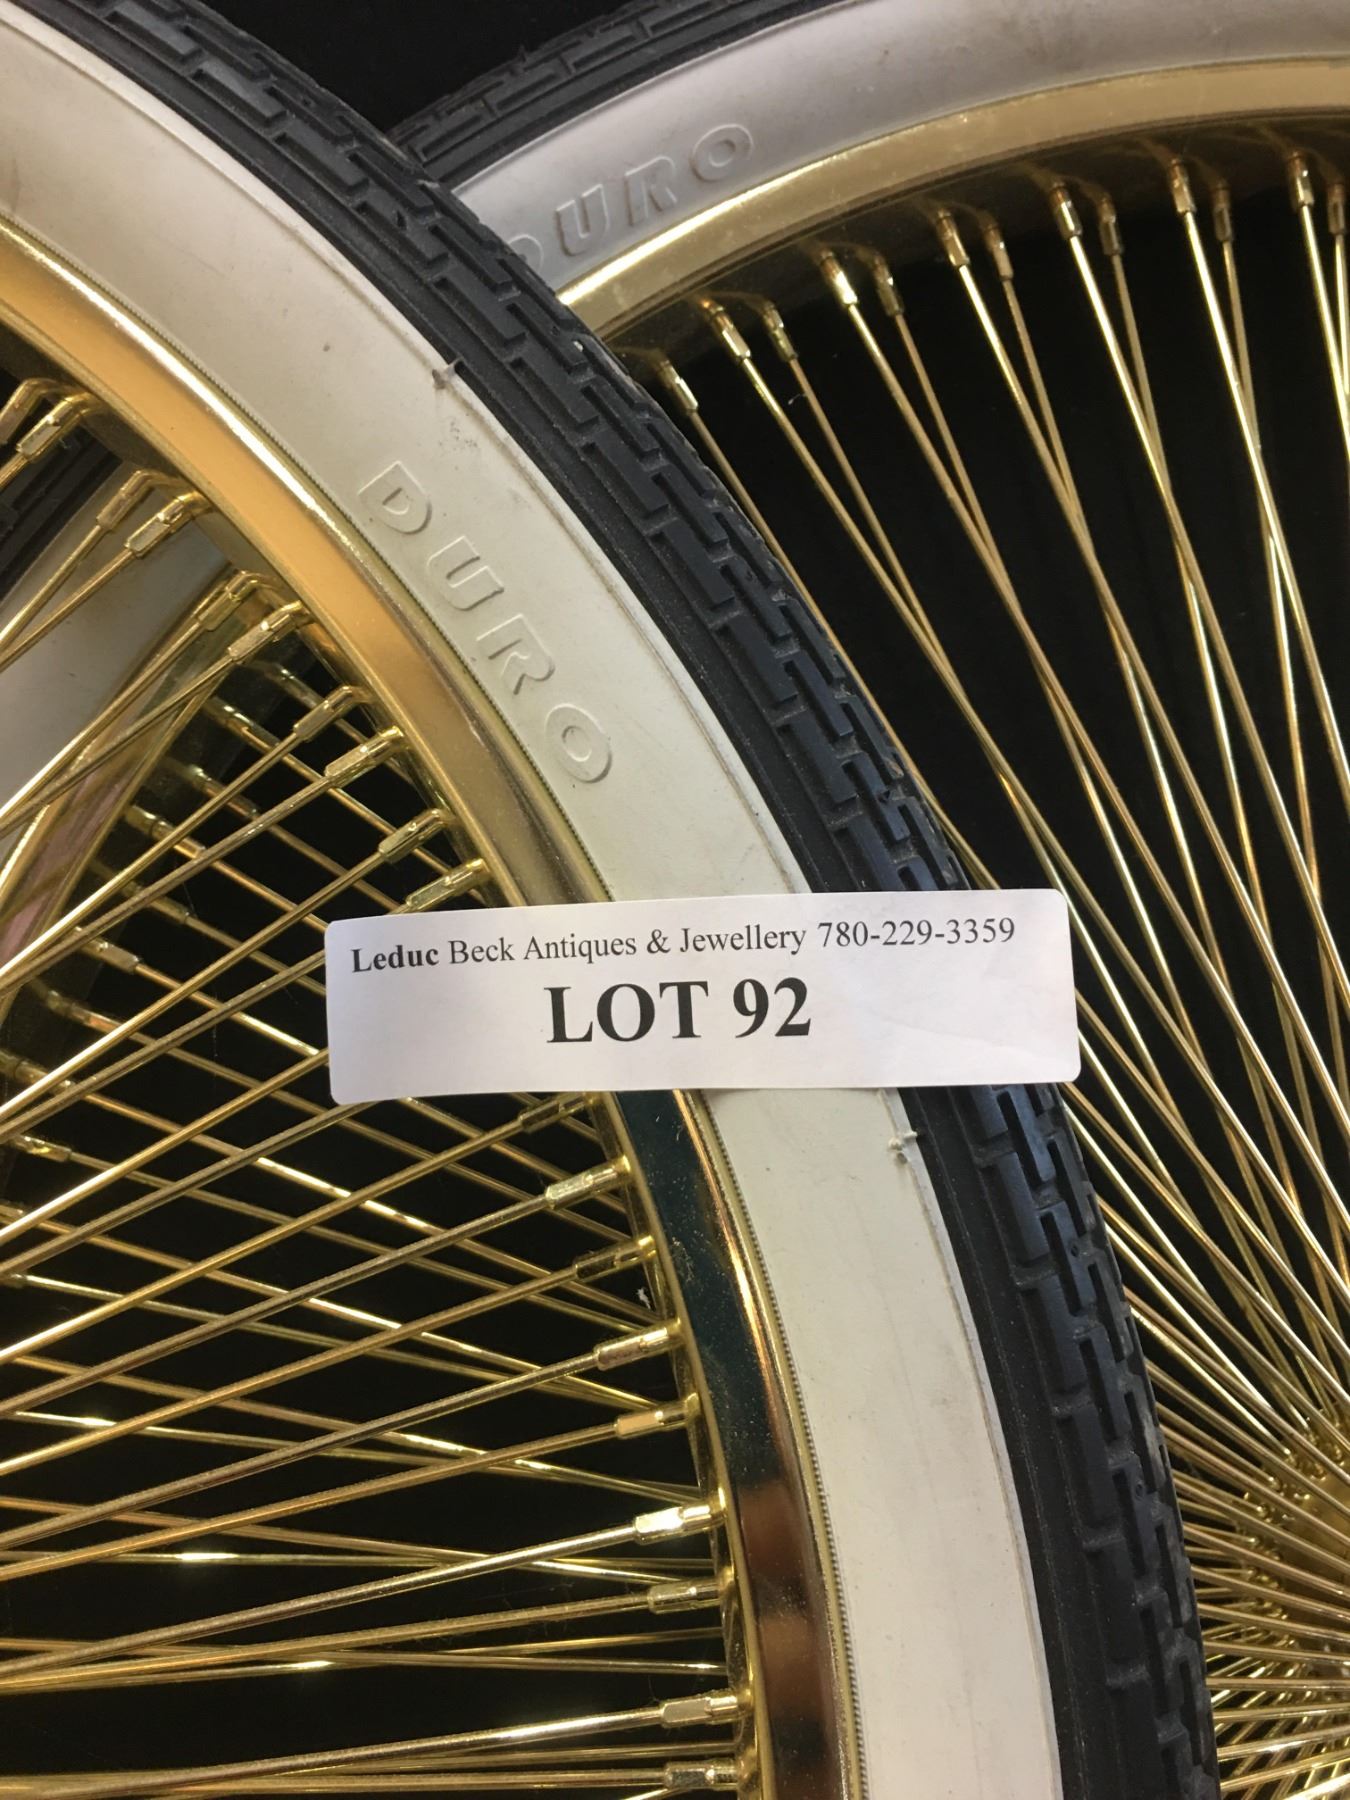 DURO
DURO
Leduc Beck Antiques & Jewellery 780-229-3359
LOT 92